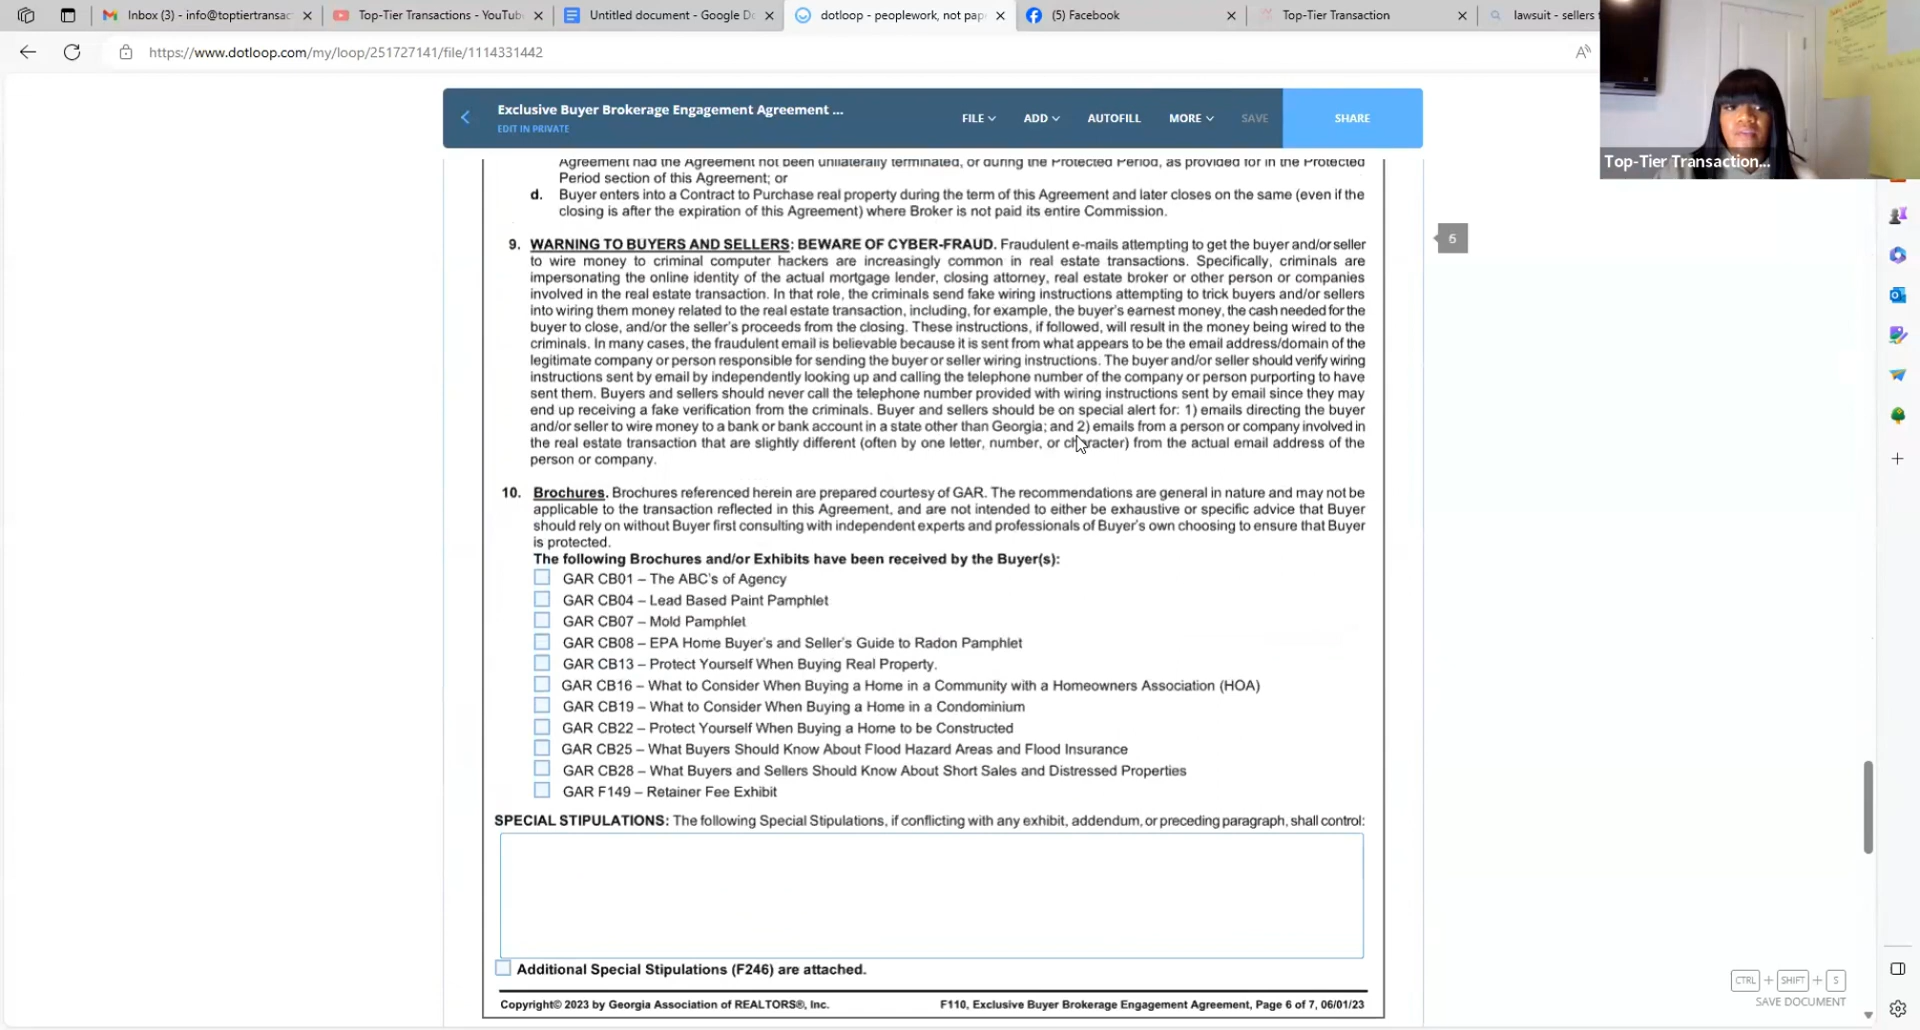 Inbox (3) - info@toptiertransac
Top-Tier Transactions - YouTub
Untitled document - Google Do
dotloop - peoplework, not pap
(5) Facebook
Top-Tier Transaction
lawsuit - sellers
https://www.dotloop.com/my/loop/251727141/file/1114331442
Top-Tier Transaction...
Exclusive Buyer Brokerage Engagement Agreement ...
EDIT IN PRIVATE
FILE
ADD
AUTOFILL
MORE
SAVE
SHARE
6
Agreement had the Agreement not been unilaterally terminated, or during the Protected Period, as provided for in the Protected
Period section of this Agreement; or
d. Buyer enters into a Contract to Purchase real property during the term of this Agreement and later closes on the same (even if the
closing is after the expiration of this Agreement) where Broker is not paid its entire Commission.
9. WARNING TO BUYERS AND SELLERS: BEWARE OF CYBER-FRAUD. Fraudulent e-mails attempting to get the buyer and/or seller
to wire money to criminal computer hackers are increasingly common in real estate transactions. Specifically, criminals are
impersonating the online identity of the actual mortgage lender, closing attorney, real estate broker or other person or companies
involved in the real estate transaction. In that role, the criminals send fake wiring instructions attempting to trick buyers and/or sellers
into wiring them money related to the real estate transaction, including, for example, the buyer's earnest money, the cash needed for the
buyer to close, and/or the seller's proceeds from the closing. These instructions, if followed, will result in the money being wired to the
criminals. In many cases, the fraudulent email is believable because it is sent from what appears to be the email address/domain of the
legitimate company or person responsible for sending the buyer or seller wiring instructions. The buyer and/or seller should verify wiring
instructions sent by email by independently looking up and calling the telephone number of the company or person purporting to have
sent them. Buyers and sellers should never call the telephone number provided with wiring instructions sent by email since they may
end up receiving a fake verification from the criminals. Buyer and sellers should be on special alert for: 1) emails directing the buyer
and/or seller to wire money to a bank or bank account in a state other than Georgia; and 2) emails from a person or company involved in
the real estate transaction that are slightly different (often by one letter, number, or character) from the actual email address of the
person or company.
10. Brochures. Brochures referenced herein are prepared courtesy of GAR. The recommendations are general in nature and may not be
applicable to the transaction reflected in this Agreement, and are not intended to either be exhaustive or specific advice that Buyer
should rely on without Buyer first consulting with independent experts and professionals of Buyer's own choosing to ensure that Buyer
is protected.
The following Brochures and/or Exhibits have been received by the Buyer(s):
GAR CB01 – The ABC's of Agency
GAR CB04 – Lead Based Paint Pamphlet
GAR CB07 – Mold Pamphlet
GAR CB08 – EPA Home Buyer's and Seller's Guide to Radon Pamphlet
GAR CB13 – Protect Yourself When Buying Real Property.
GAR CB16 – What to Consider When Buying a Home in a Community with a Homeowners Association (HOA)
GAR CB19 – What to Consider When Buying a Home in a Condominium
GAR CB22 – Protect Yourself When Buying a Home to be Constructed
GAR CB25 – What Buyers Should Know About Flood Hazard Areas and Flood Insurance
GAR CB28 – What Buyers and Sellers Should Know About Short Sales and Distressed Properties
GAR F149 – Retainer Fee Exhibit
SPECIAL STIPULATIONS: The following Special Stipulations, if conflicting with any exhibit, addendum, or preceding paragraph, shall control:
Additional Special Stipulations (F246) are attached.
Copyright© 2023 by Georgia Association of REALTORS®, Inc.
F110, Exclusive Buyer Brokerage Engagement Agreement, Page 6 of 7, 06/01/23
CTRL + SHIFT + S
SAVE DOCUMENT